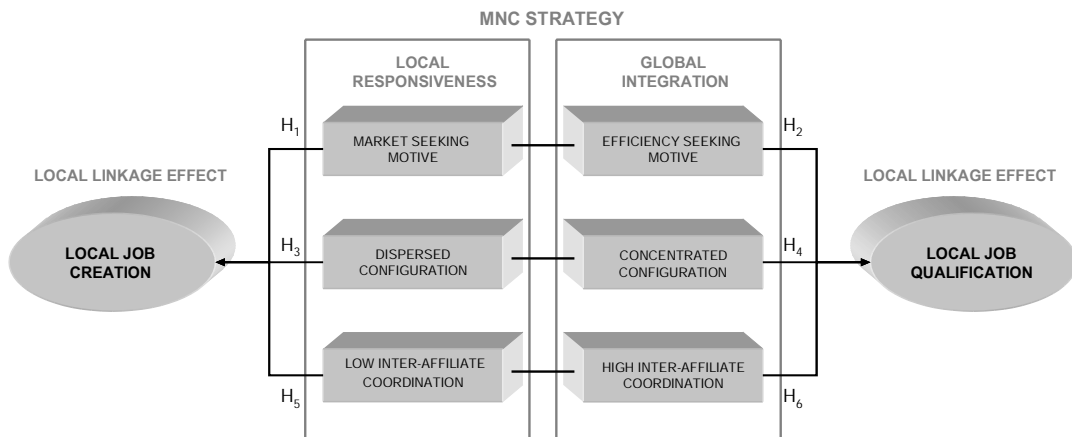 MNC STRATEGY
LOCAL
RESPONSIVENESS
GLOBAL
INTEGRATION
H1
MARKET SEEKING
MOTIVE
EFFICIENCY SEEKING
MOTIVE
H2
LOCAL LINKAGE EFFECT
LOCAL LINKAGE EFFECT
LOCAL JOB
CREATION
H3
DISPERSED
CONFIGURATION
CONCENTRATED
CONFIGURATION
H4
LOCAL JOB
QUALIFICATION
LOW INTER-AFFILIATE
COORDINATION
HIGH INTER-AFFILIATE
COORDINATION
H5
H6